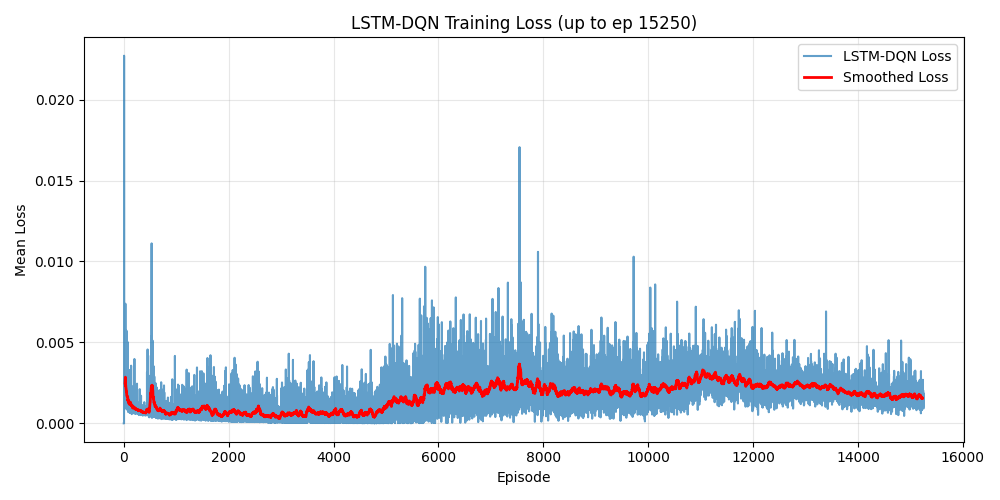 LSTM-DQN Training Loss (up to ep 15250)
LSTM-DQN Loss
Smoothed Loss
Mean Loss
0.020
0.015
0.010
0.005
0.000
0 2000 4000 6000 8000 10000 12000 14000 16000
Episode